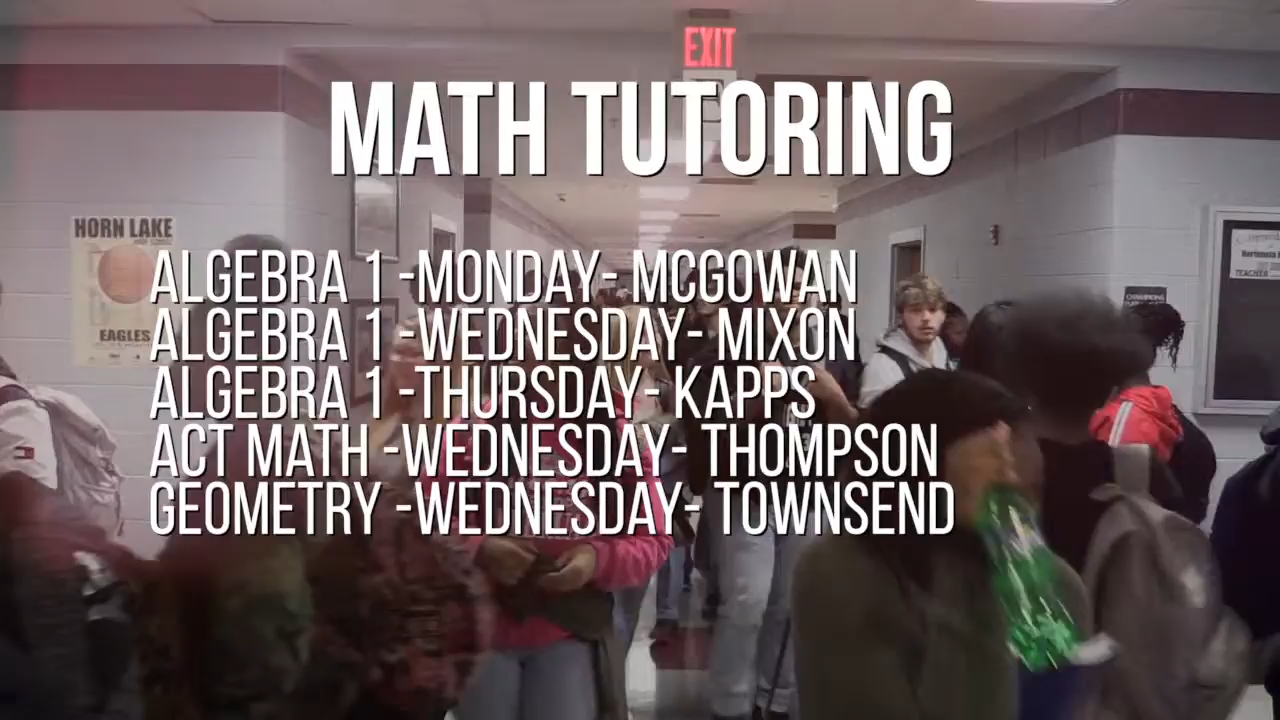 EXIT
MATH TUTORING
HORN LAKE
ALGEBRA 1 -MONDAY- MCGOWAN
ALGEBRA 1 -WEDNESDAY- MIXON
ALGEBRA 1 -THURSDAY- KAPPS
ACT MATH -WEDNESDAY- THOMPSON
GEOMETRY -WEDNESDAY- TOWNSEND
EAGLES
TEACHER